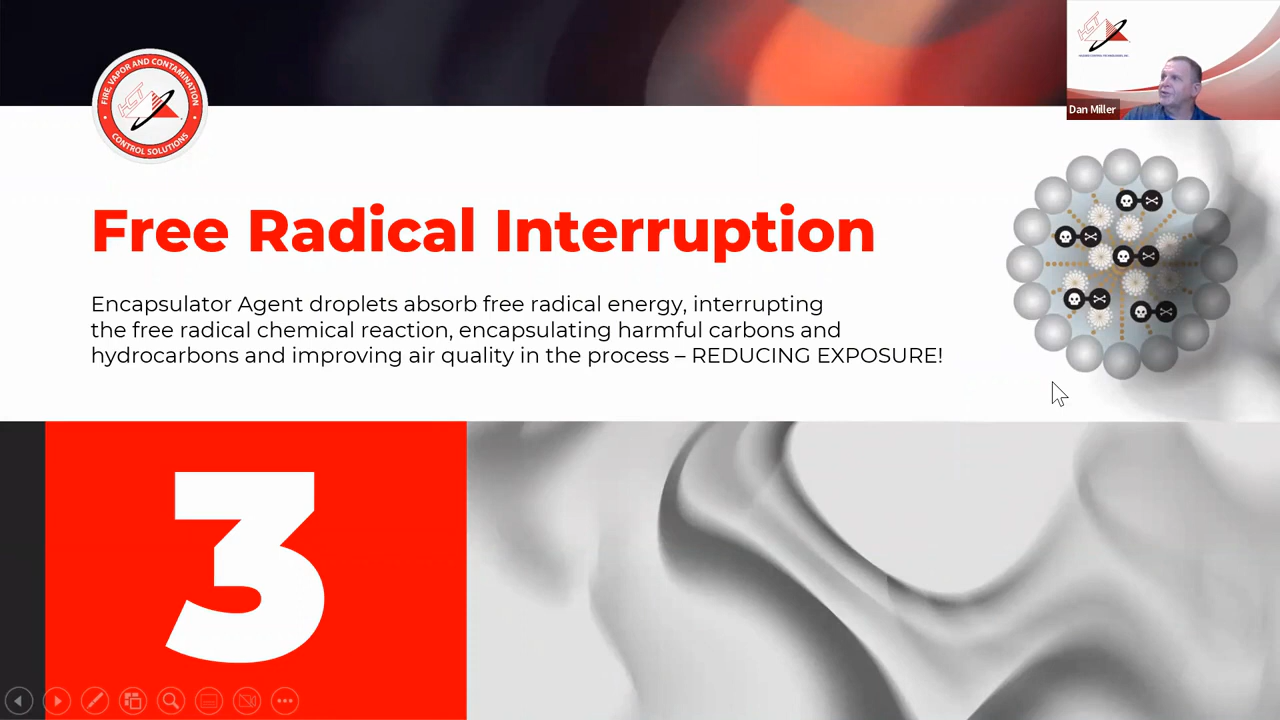 FIRE, VAPOR AND CONTAMINATION
HCT
CONTROL SOLUTIONS
HCT
Dan Miller
Free Radical Interruption
Encapsulator Agent droplets absorb free radical energy, interrupting
the free radical chemical reaction, encapsulating harmful carbons and
hydrocarbons and improving air quality in the process – REDUCING EXPOSURE!
3